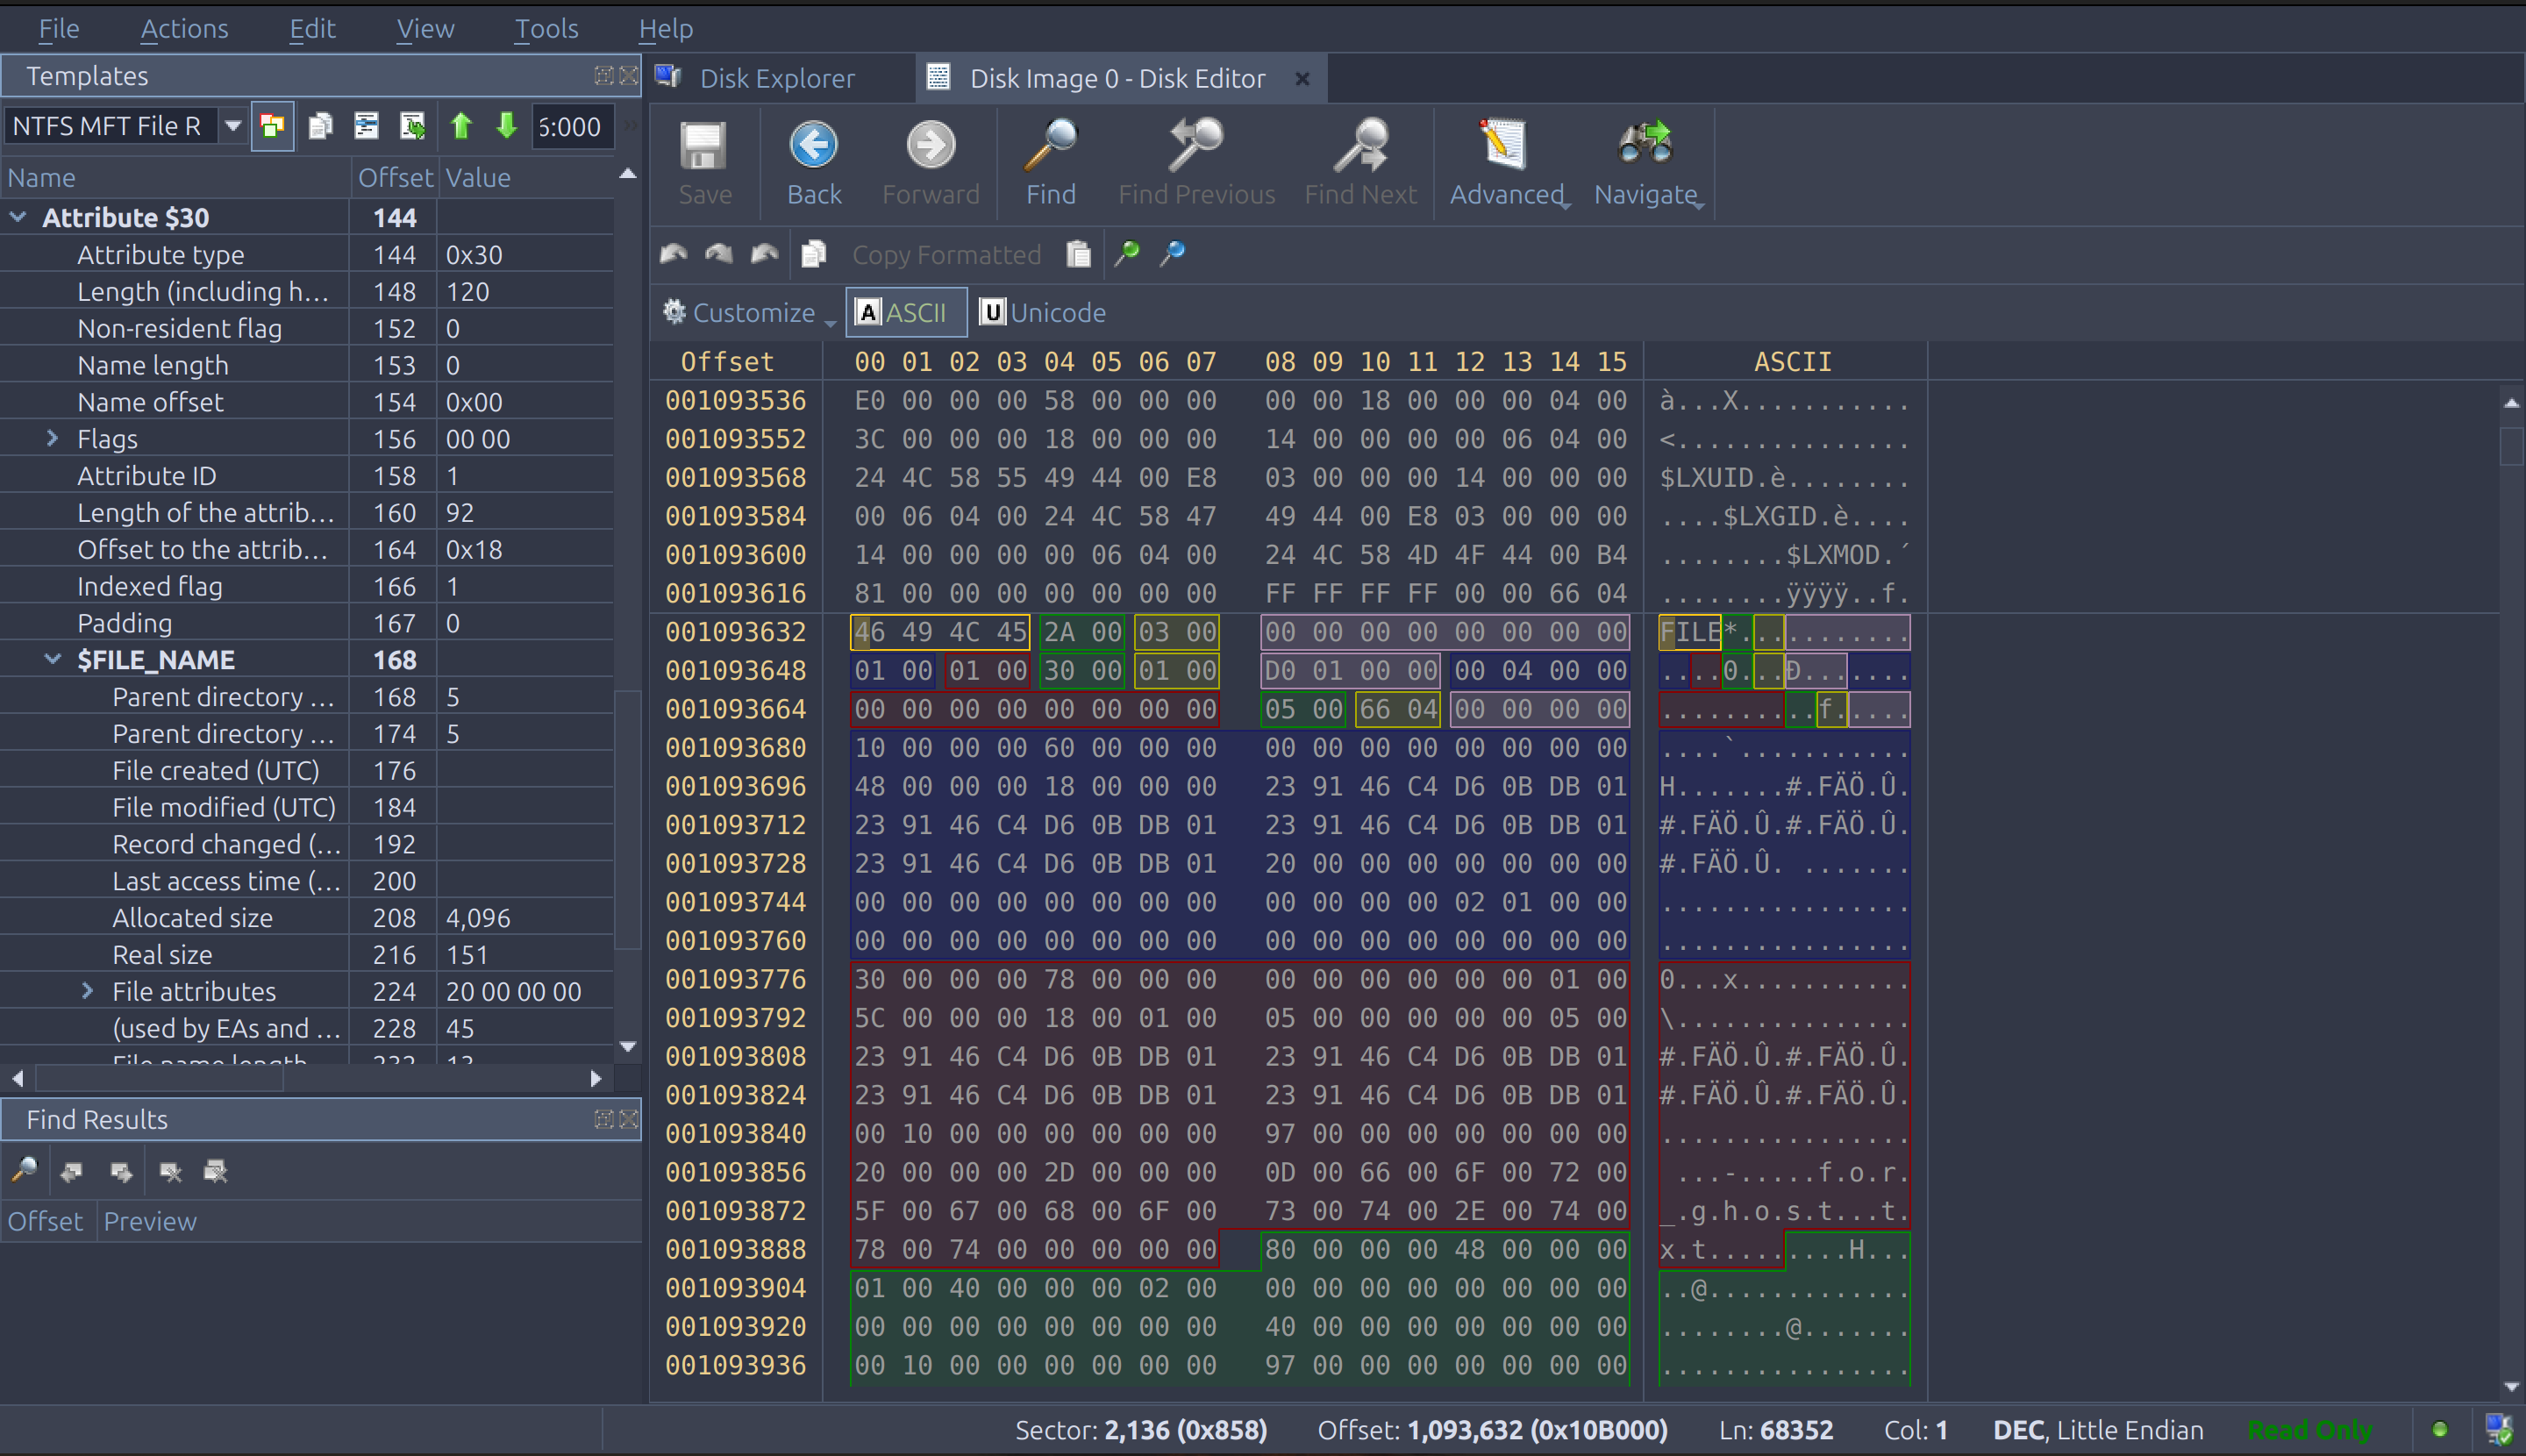 File Actions Edit View Tools Help
Templates
NTFS MFT File R 5:000
Name Offset Value
Attribute $30 144
Attribute type 144 0x30
Length (including h... 148 120
Non-resident flag 152 0
Name length 153 0
Name offset 154 0x00
Flags 156 00 00
Attribute ID 158 1
Length of the attrib... 160 92
Offset to the attrib... 164 0x18
Indexed flag 166 1
Padding 167 0
$FILE_NAME 168
Parent directory ... 168 5
Parent directory ... 174 5
File created (UTC) 176
File modified (UTC) 184
Record changed (... 192
Last access time (... 200
Allocated size 208 4,096
Real size 216 151
File attributes 224 20 00 00 00
(used by EAs and ... 228 45
File name length 232 13
Find Results
Offset Preview
Disk Explorer Disk Image 0 - Disk Editor
Save Back Forward Find Find Previous Find Next Advanced Navigate
Copy Formatted
Customize A ASCII U Unicode
Offset 00 01 02 03 04 05 06 07 08 09 10 11 12 13 14 15 ASCII
001093536 E0 00 00 00 58 00 00 00 00 00 18 00 00 00 04 00 à...X...........
001093552 3C 00 00 00 18 00 00 00 14 00 00 00 00 06 04 00 <...............
001093568 24 4C 58 55 49 44 00 E8 03 00 00 00 14 00 00 00 $LXUID.è........
001093584 00 06 04 00 24 4C 58 47 49 44 00 E8 03 00 00 00 ....$LXGID.è....
001093600 14 00 00 00 00 06 04 00 24 4C 58 4D 4F 44 00 B4 ........$LXMOD.´
001093616 81 00 00 00 00 00 00 00 FF FF FF FF 00 00 66 04 ........ÿÿÿÿ..f.
001093632 46 49 4C 45 2A 00 03 00 00 00 00 00 00 00 00 00 FILE*...........
001093648 01 00 01 00 30 00 01 00 D0 01 00 00 00 04 00 00 ....0...Ð.......
001093664 00 00 00 00 00 00 00 00 05 00 66 04 00 00 00 00 ..........f.....
001093680 10 00 00 00 60 00 00 00 00 00 00 00 00 00 00 00 ....`...........
001093696 48 00 00 00 18 00 00 00 23 91 46 C4 D6 0B DB 01 H.......#.FÄÖ.Û.
001093712 23 91 46 C4 D6 0B DB 01 23 91 46 C4 D6 0B DB 01 #.FÄÖ.Û.#.FÄÖ.Û.
001093728 23 91 46 C4 D6 0B DB 01 20 00 00 00 00 00 00 00 #.FÄÖ.Û. .......
001093744 00 00 00 00 00 00 00 00 00 00 00 00 02 01 00 00 ................
001093760 00 00 00 00 00 00 00 00 00 00 00 00 00 00 00 00 ................
001093776 30 00 00 00 78 00 00 00 00 00 00 00 00 00 01 00 0...x...........
001093792 5C 00 00 00 18 00 01 00 05 00 00 00 00 00 05 00 \...............
001093808 23 91 46 C4 D6 0B DB 01 23 91 46 C4 D6 0B DB 01 #.FÄÖ.Û.#.FÄÖ.Û.
001093824 23 91 46 C4 D6 0B DB 01 23 91 46 C4 D6 0B DB 01 #.FÄÖ.Û.#.FÄÖ.Û.
001093840 00 10 00 00 00 00 00 00 97 00 00 00 00 00 00 00 ................
001093856 20 00 00 00 2D 00 00 00 0D 00 66 00 6F 00 72 00 ...-.....f.o.r.
001093872 5F 00 67 00 68 00 6F 00 73 00 74 00 2E 00 74 00 _.g.h.o.s.t...t.
001093888 78 00 74 00 00 00 00 00 80 00 00 00 48 00 00 00 x.t.........H...
001093904 01 00 40 00 00 00 02 00 00 00 00 00 00 00 00 00 ..@.............
001093920 00 00 00 00 00 00 00 00 40 00 00 00 00 00 00 00 ........@.......
001093936 00 10 00 00 00 00 00 00 97 00 00 00 00 00 00 00 ................
Sector: 2,136 (0x858) Offset: 1,093,632 (0x10B000) Ln: 68352 Col: 1 DEC, Little Endian Read Only